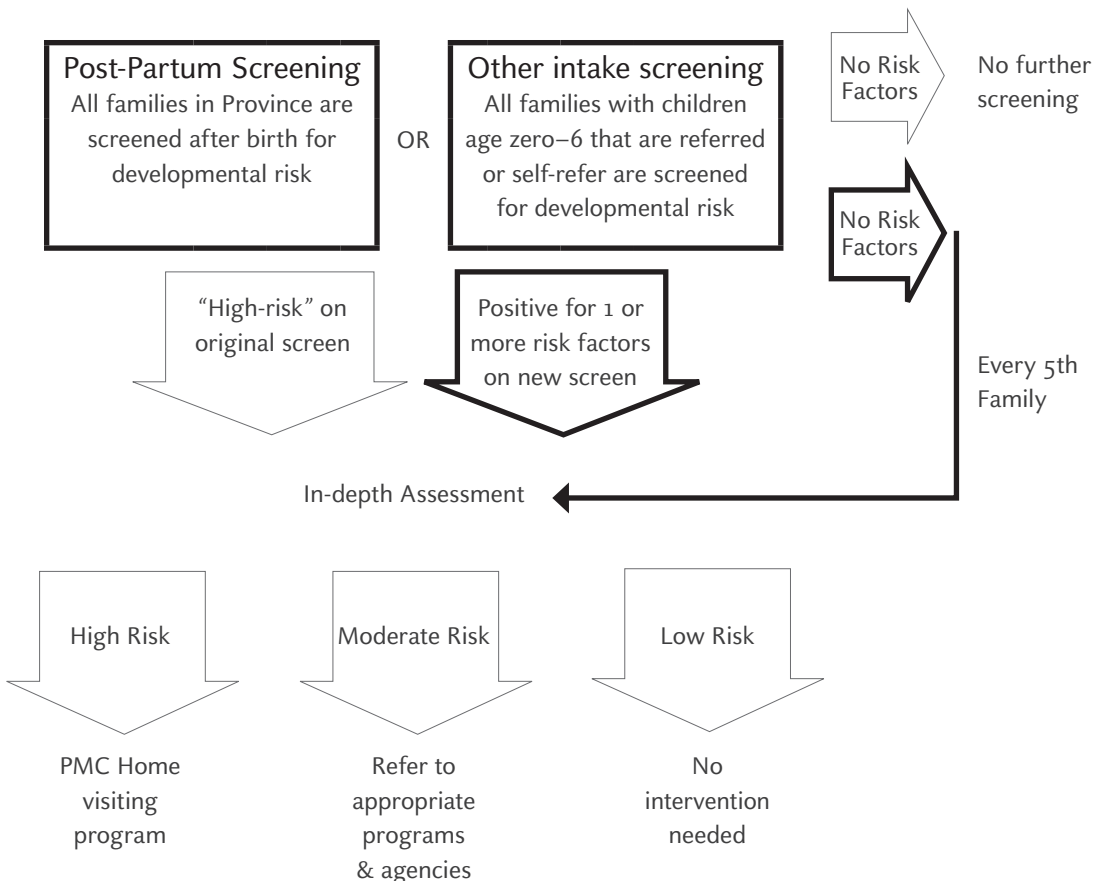 Post-Partum Screening
All families in Province are
screened after birth for
developmental risk
OR
Other intake screening
All families with children
age zero–6 that are referred
or self-refer are screened
for developmental risk
No Risk
Factors
No further
screening
No Risk
Factors
“High-risk” on
original screen
Positive for 1 or
more risk factors
on new screen
Every 5th
Family
In-depth Assessment
High Risk
Moderate Risk
Low Risk
PMC Home
visiting
program
Refer to
appropriate
programs
& agencies
No
intervention
needed